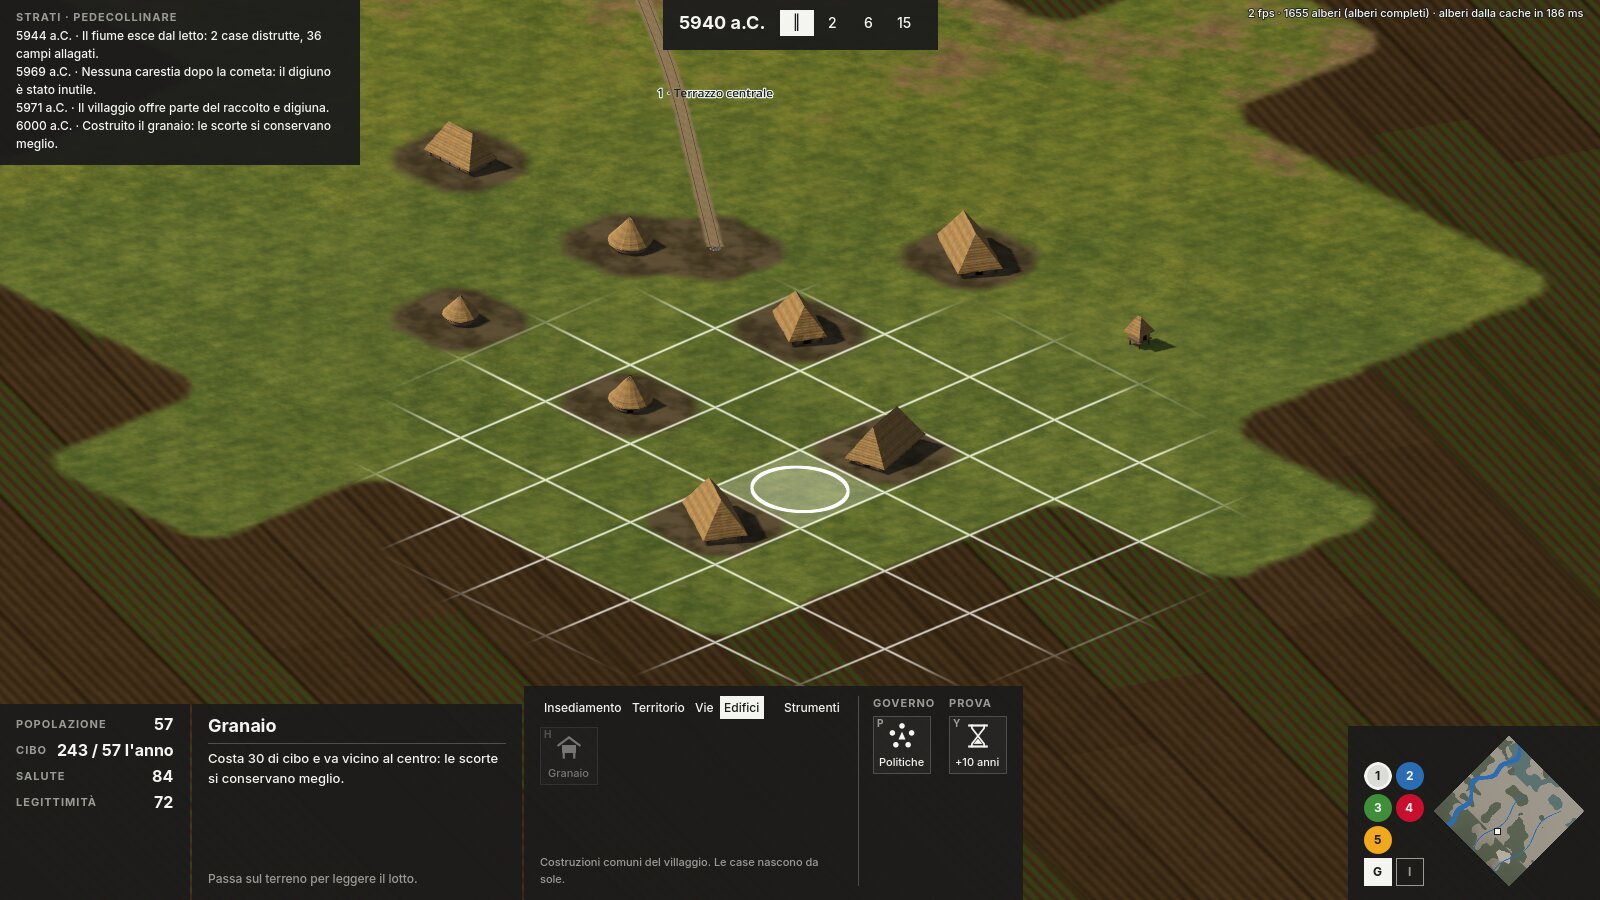 STRATI · PEDECOLLINARE
5944 a.C. · Il fiume esce dal letto: 2 case distrutte, 36
campi allagati.
5969 a.C. · Nessuna carestia dopo la cometa: il digiuno
è stato inutile.
5971 a.C. · Il villaggio offre parte del raccolto e digiuna.
6000 a.C. · Costruito il granaio: le scorte si conservano
meglio.
5940 a.C. 2 6 15
2 fps · 1655 alberi (alberi completi) · alberi dalla cache in 186 ms
1 · Terrazzo centrale
POPOLAZIONE 57
CIBO 243 / 57 l'anno
SALUTE 84
LEGITTIMITÀ 72
Granaio
Costa 30 di cibo e va vicino al centro: le scorte
si conservano meglio.
Passa sul terreno per leggere il lotto.
Insediamento Territorio Vie Edifici Strumenti
H
Granaio
Costruzioni comuni del villaggio. Le case nascono da
sole.
GOVERNO PROVA
P Y
Politiche +10 anni
1 2
3 4
5
G I